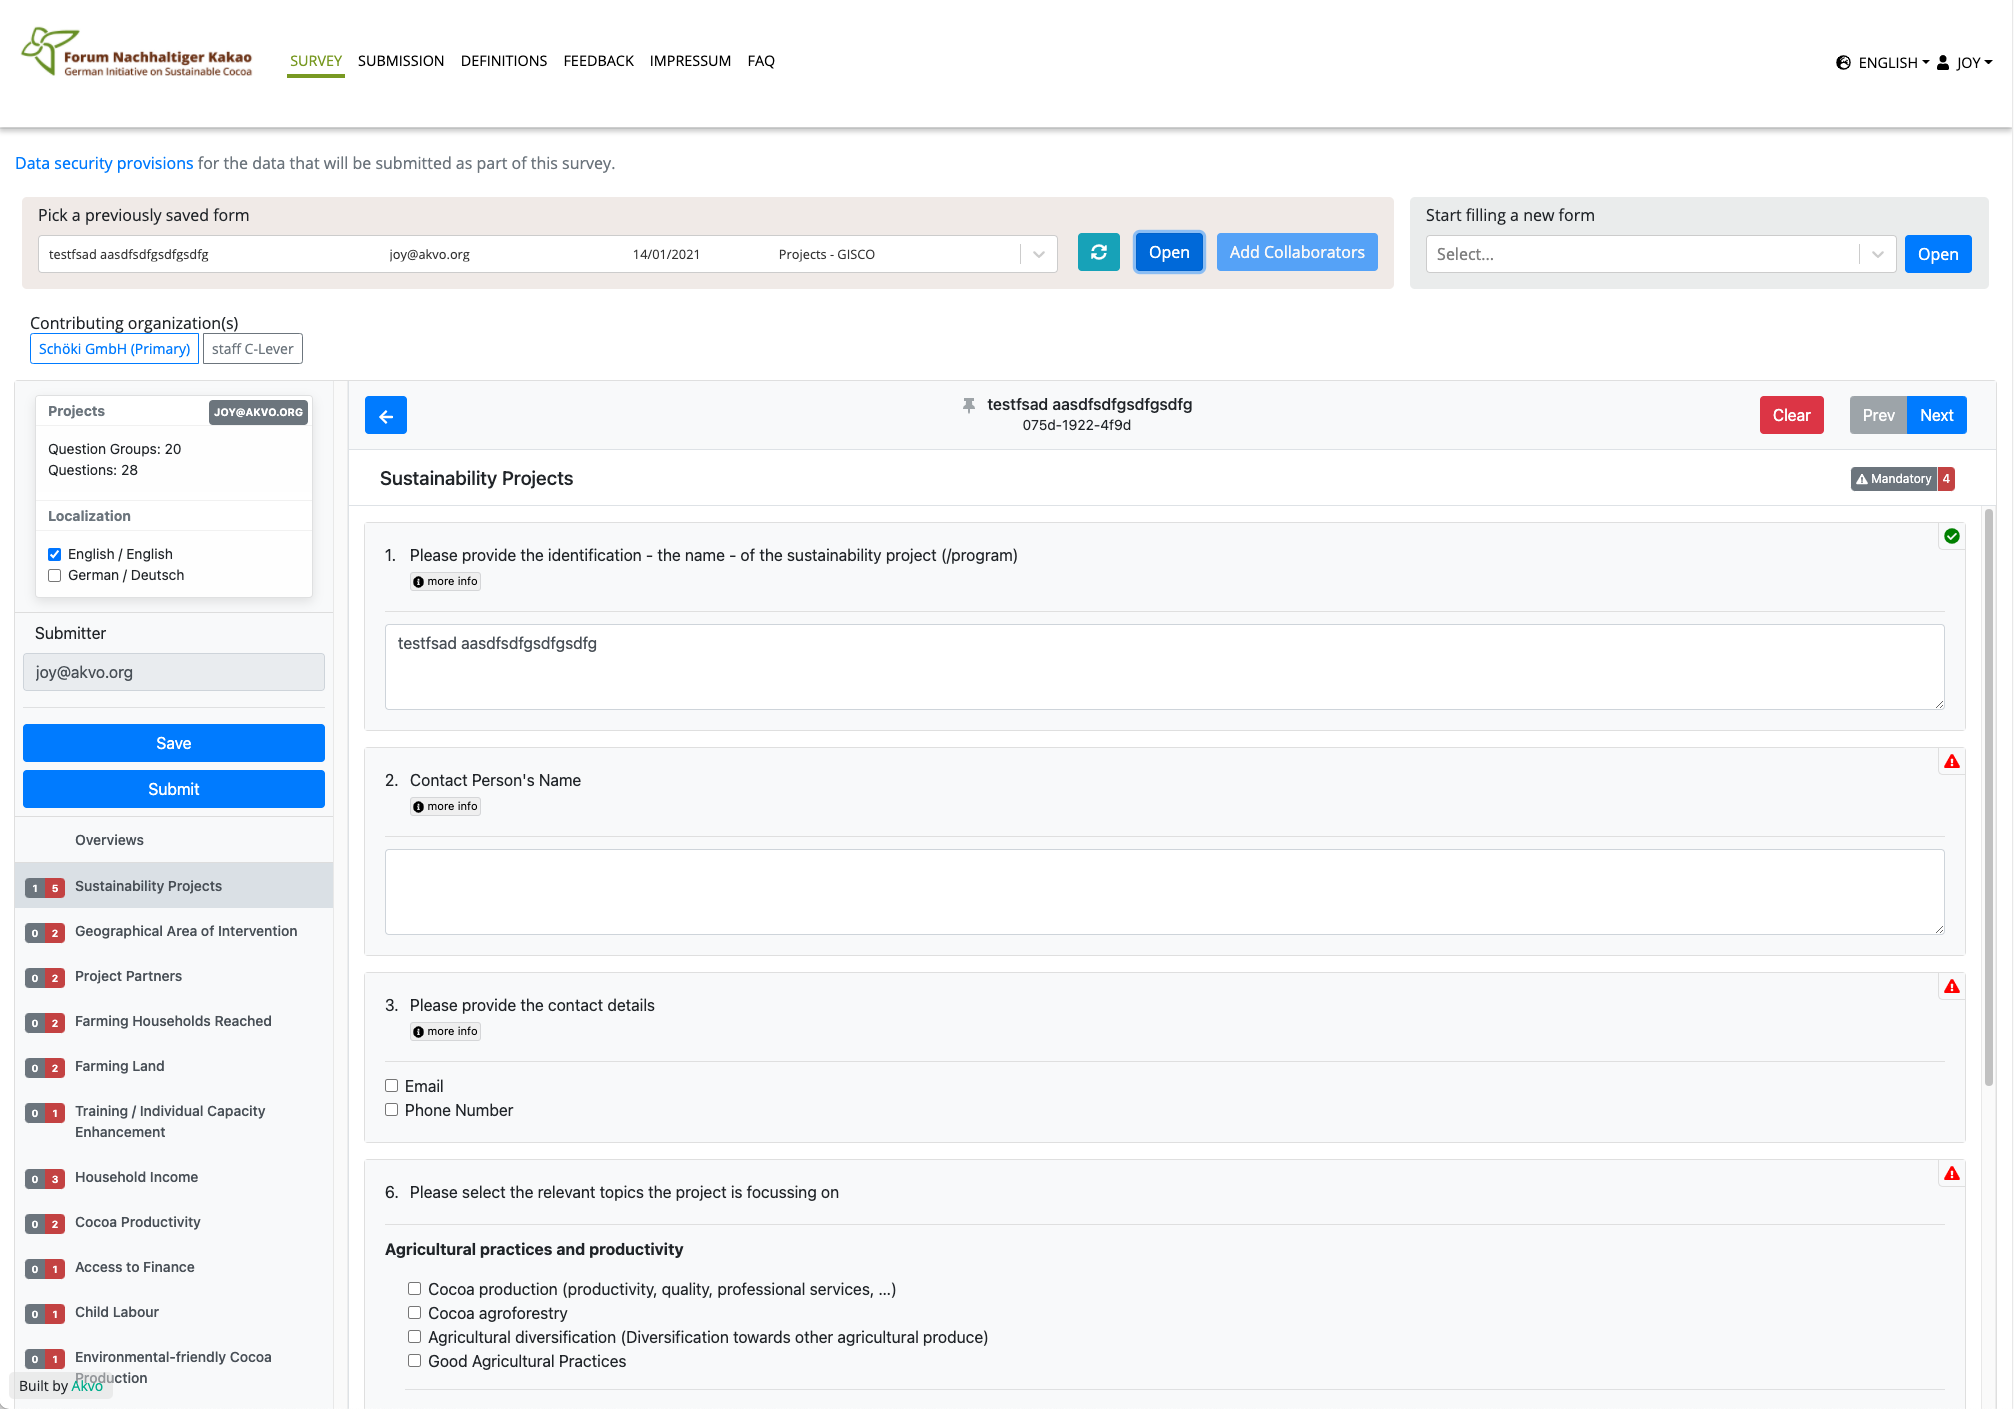 Forum Nachhaltiger Kakao
German Initiative on Sustainable Cocoa
SURVEY SUBMISSION DEFINITIONS FEEDBACK IMPRESSUM FAQ
ENGLISH JOY
Data security provisions for the data that will be submitted as part of this survey.
Pick a previously saved form
testfsad aasdfsdfgsdfgsdfg joy@akvo.org 14/01/2021 Projects - GISCO
Open
Add Collaborators
Start filling a new form
Select...
Open
Contributing organization(s)
Schöki GmbH (Primary) staff C-Lever
Projects JOY@AKVO.ORG
Question Groups: 20
Questions: 28
Localization
English / English
German / Deutsch
Submitter
joy@akvo.org
Save
Submit
Overviews
1 5 Sustainability Projects
0 2 Geographical Area of Intervention
0 2 Project Partners
0 2 Farming Households Reached
0 2 Farming Land
0 1 Training / Individual Capacity
Enhancement
0 3 Household Income
0 2 Cocoa Productivity
0 1 Access to Finance
0 1 Child Labour
0 1 Environmental-friendly Cocoa
Production
Built by Akvo
testfsad aasdfsdfgsdfgsdfg
075d-1922-4f9d
Clear
Prev Next
Sustainability Projects
Mandatory 4
1. Please provide the identification - the name - of the sustainability project (/program)
more info
testfsad aasdfsdfgsdfgsdfg
2. Contact Person's Name
more info
3. Please provide the contact details
more info
Email
Phone Number
6. Please select the relevant topics the project is focussing on
Agricultural practices and productivity
Cocoa production (productivity, quality, professional services, ...)
Cocoa agroforestry
Agricultural diversification (Diversification towards other agricultural produce)
Good Agricultural Practices